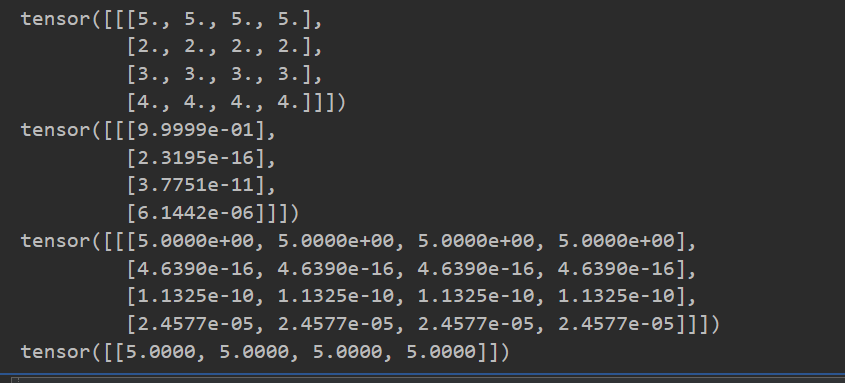 tensor([[[5., 5., 5., 5.],
[2., 2., 2., 2.],
[3., 3., 3., 3.],
[4., 4., 4., 4.]]])
tensor([[[9.9999e-01],
[2.3195e-16],
[3.7751e-11],
[6.1442e-06]]])
tensor([[[5.0000e+00, 5.0000e+00, 5.0000e+00, 5.0000e+00],
[4.6390e-16, 4.6390e-16, 4.6390e-16, 4.6390e-16],
[1.1325e-10, 1.1325e-10, 1.1325e-10, 1.1325e-10],
[2.4577e-05, 2.4577e-05, 2.4577e-05, 2.4577e-05]]])
tensor([[5.0000, 5.0000, 5.0000, 5.0000]])